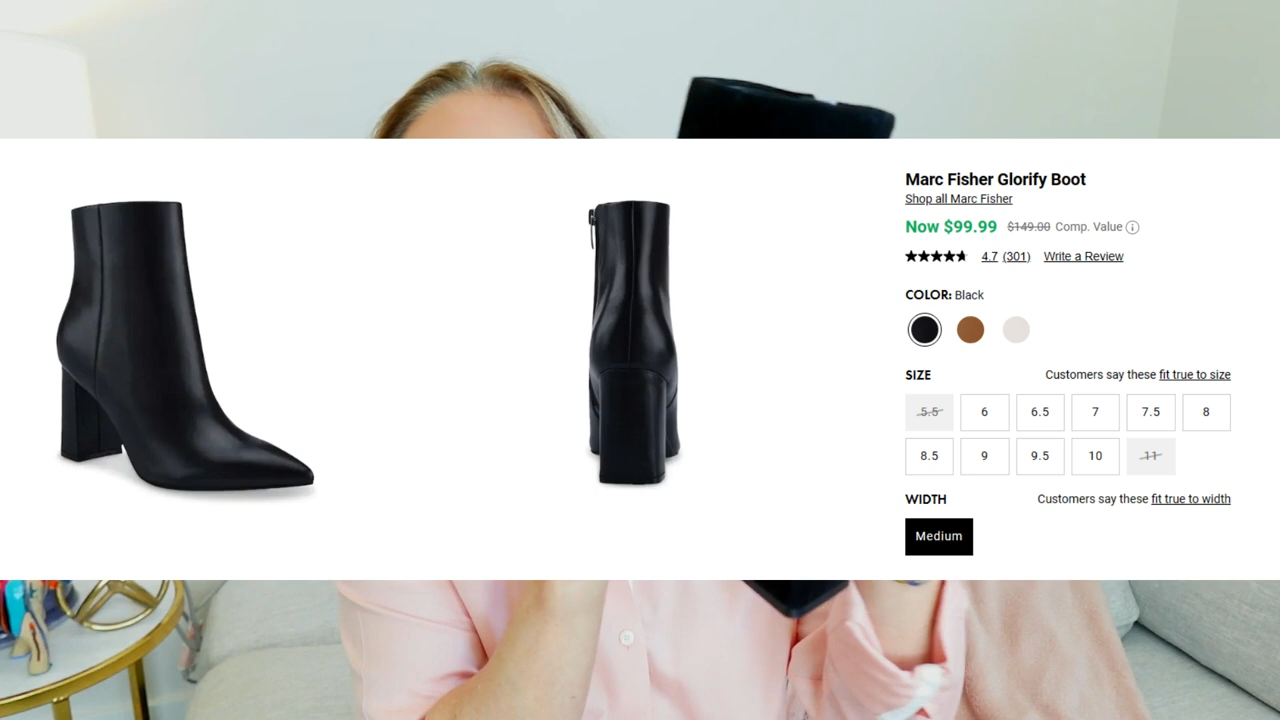 Marc Fisher Glorify Boot
Shop all Marc Fisher
Now $99.99 $149.00 Comp. Value
4.7 (301) Write a Review
COLOR: Black
SIZE Customers say these fit true to size
5.5 6 6.5 7 7.5 8
8.5 9 9.5 10 11
WIDTH Customers say these fit true to width
Medium